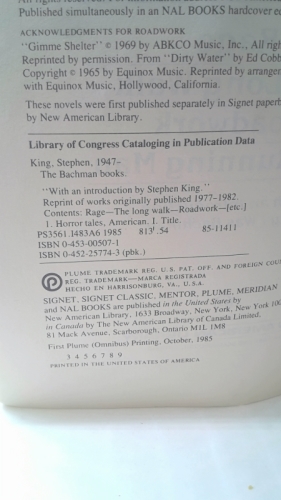 Published simultaneously in an NAL BOOKS hardcover
ACKNOWLEDGMENTS FOR ROADWORK
"Gimme Shelter" © 1969 by ABKCO Music, Inc., All
Reprinted by permission. From "Dirty Water" by Ed
Copyright © 1965 by Equinox Music. Reprinted by
with Equinox Music, Hollywood, California.
These novels were first published separately in Signet
by New American Library.
Library of Congress Cataloging in Publication Data
King, Stephen, 1947–
The Bachman books.
"With an introduction by Stephen King."
Reprint of works originally published 1977–1982.
Contents: Rage—The long walk—Roadwork—[etc.]
1. Horror tales, American. I. Title.
PS3561.I483A6 1985 813'.54 85-11411
ISBN 0-453-00507-1
ISBN 0-452-25774-3 (pbk.)
PLUME TRADEMARK REG. U.S. PAT. OFF. AND FOREIGN
REG. TRADEMARK—MARCA REGISTRADA
HECHO EN HARRISONBURG, VA., U.S.A.
SIGNET, SIGNET CLASSIC, MENTOR, PLUME, MERIDIAN
and NAL BOOKS are published in the United States by
New American Library, 1633 Broadway, New York, New York
in Canada by The New American Library of Canada Limited,
81 Mack Avenue, Scarborough, Ontario M1L 1M8
First Plume (Omnibus) Printing, October, 1985
3 4 5 6 7 8 9
PRINTED IN THE UNITED STATES OF AMERICA